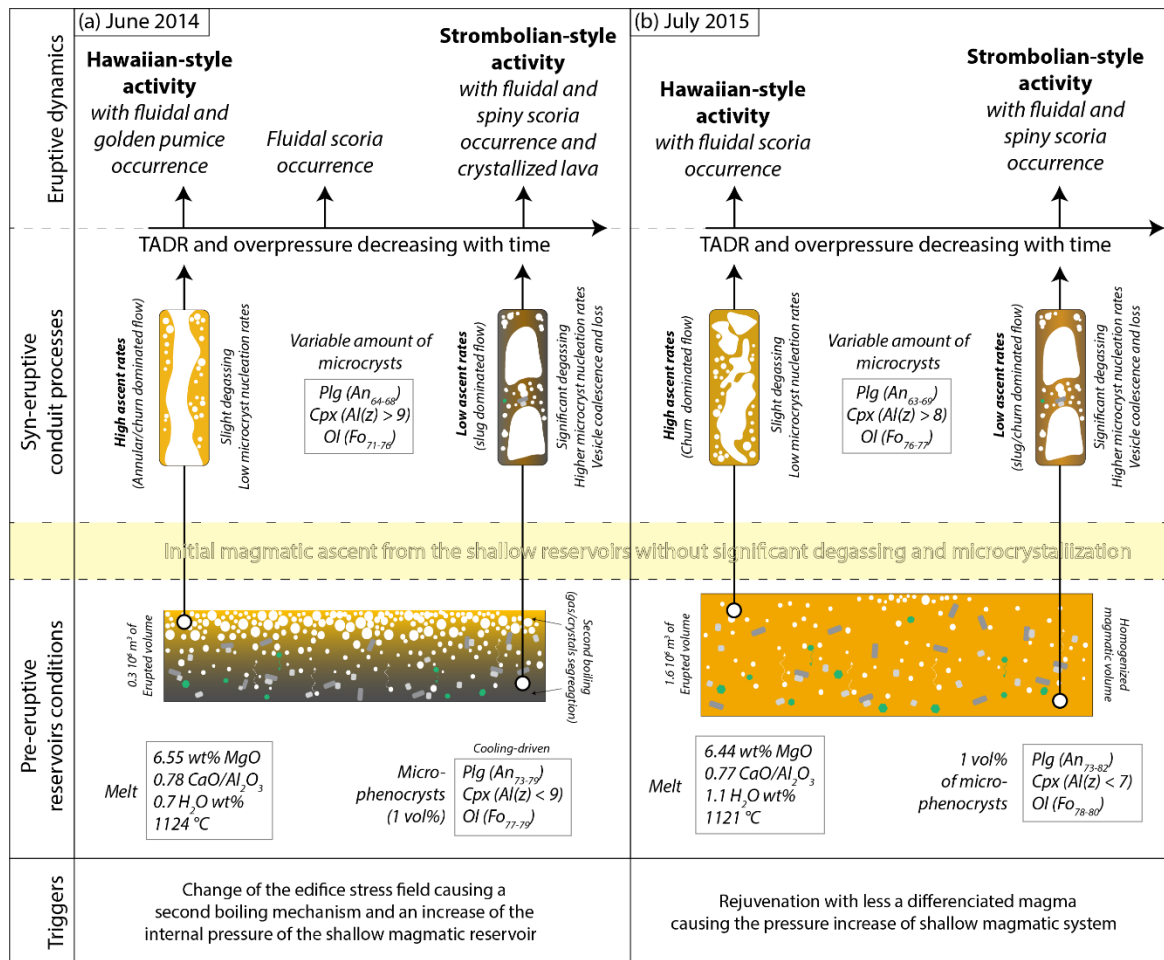 Eruptive dynamics
(a) June 2014
Hawaiian-style
activity
with fluidal and
golden pumice
occurrence
Fluidal scoria
occurrence
Strombolian-style
activity
with fluidal and
spiny scoria
occurrence and
crystallized lava
(b) July 2015
Hawaiian-style
activity
with fluidal scoria
occurrence
Strombolian-style
activity
with fluidal and
spiny scoria
occurrence
TADR and overpressure decreasing with time
TADR and overpressure decreasing with time
Syn-eruptive
conduit processes
High ascent rates
(Annular/churn dominated flow)
Slight degassing
Low microcryst nucleation rates
Variable amount of
microcrysts
Plg (An64-68)
Cpx (Al(z) > 9)
Ol (Fo71-76)
Low ascent rates
(slug dominated flow)
Significant degassing
Higher microcryst nucleation rates
Vesicle coalescence and loss
High ascent rates
(Churn dominated flow)
Slight degassing
Low microcryst nucleation rates
Variable amount of
microcrysts
Plg (An63-69)
Cpx (Al(z) > 8)
Ol (Fo76-77)
Low ascent rates
(slug/churn dominated flow)
Significant degassing
Higher microcryst nucleation rates
Vesicle coalescence and loss
Initial magmatic ascent from the shallow reservoirs without significant degassing and microcrystallization
Pre-eruptive
reservoirs conditions
0.3 10⁶ m³ of
Erupted volume
Second boiling
(gas/crystals segreagtion)
1.6 10⁶ m³ of
Erupted volume
Homogenized
magmatic volume
Melt
6.55 wt% MgO
0.78 CaO/Al₂O₃
0.7 H₂O wt%
1124 °C
Micro-
phenocrysts
(1 vol%)
Cooling-driven
Plg (An73-79)
Cpx (Al(z) < 9)
Ol (Fo77-79)
Melt
6.44 wt% MgO
0.77 CaO/Al₂O₃
1.1 H₂O wt%
1121 °C
1 vol%
of micro-
phenocrysts
Plg (An73-82)
Cpx (Al(z) < 7)
Ol (Fo78-80)
Triggers
Change of the edifice stress field causing a
second boiling mechanism and an increase of the
internal pressure of the shallow magmatic reservoir
Rejuvenation with less a differenciated magma
causing the pressure increase of shallow magmatic system